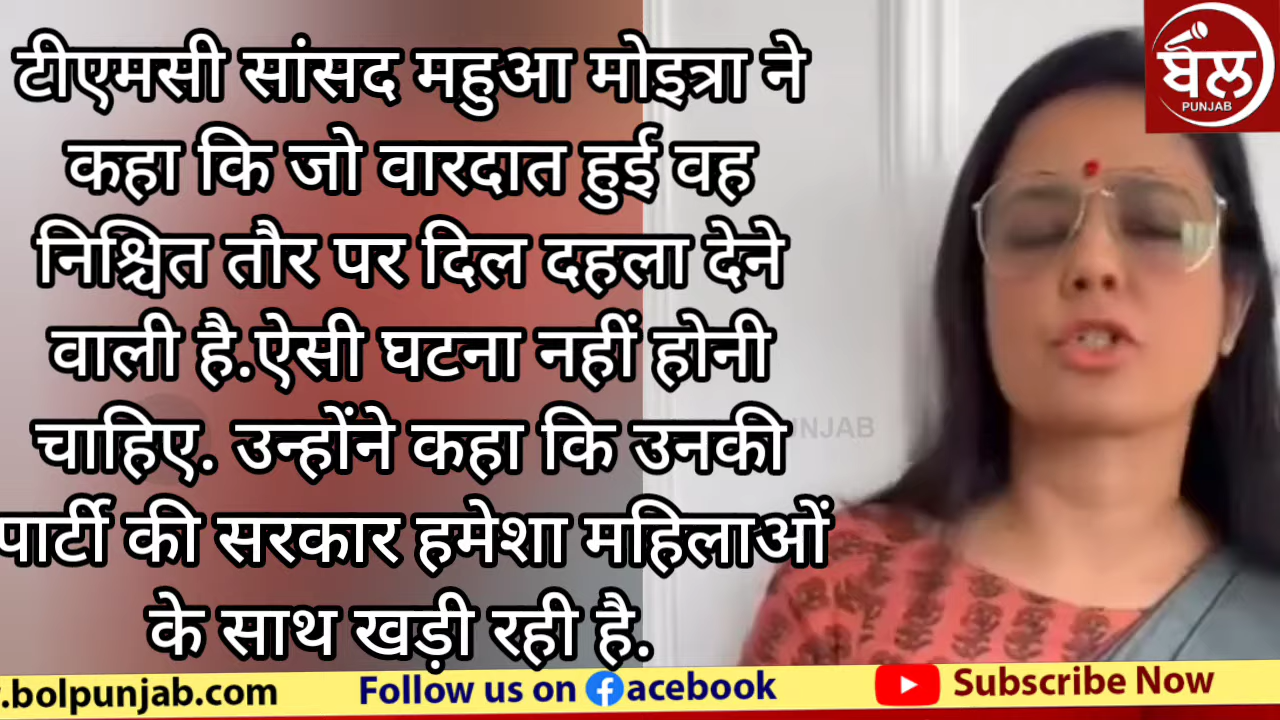 टीएमसी सांसद महुआ मोइत्रा ने
कहा कि जो वारदात हुई वह
निश्चित तौर पर दिल दहला देने
वाली है.ऐसी घटना नहीं होनी
चाहिए. उन्होंने कहा कि उनकी
पार्टी की सरकार हमेशा महिलाओं
के साथ खड़ी रही है.
ਬੋਲ
PUNJAB
UNJAB
.bolpunjab.com
Follow us on facebook
Subscribe Now